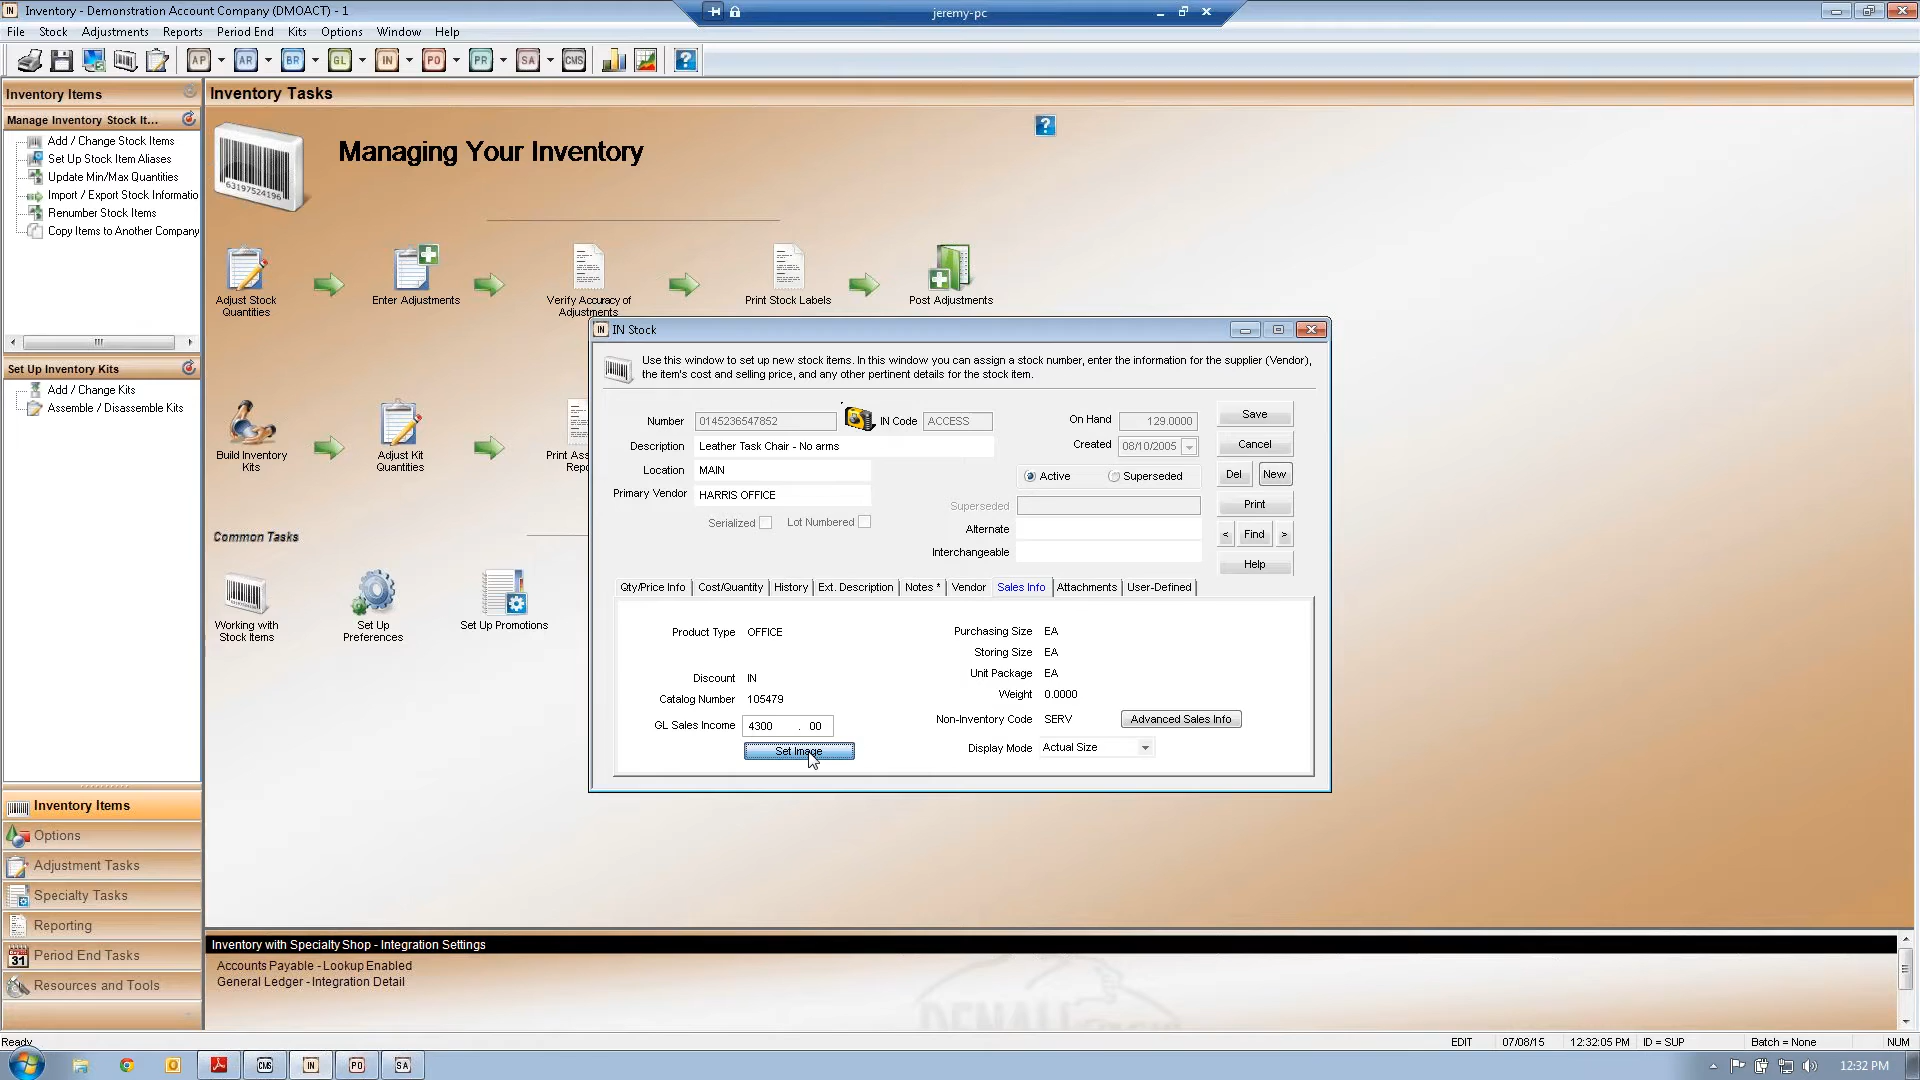 Inventory - Demonstration Account Company (DMOACT) - 1
jeremy-pc
File Stock Adjustments Reports Period End Kits Options Window Help
AP AR BR GL IN PO PR SA CMS
Inventory Items
Inventory Tasks
Manage Inventory Stock It...
Add / Change Stock Items
Set Up Stock Item Aliases
Update Min/Max Quantities
Import / Export Stock Informatio
Renumber Stock Items
Copy Items to Another Company
Set Up Inventory Kits
Add / Change Kits
Assemble / Disassemble Kits
Inventory Items
Options
Adjustment Tasks
Specialty Tasks
Reporting
Period End Tasks
Resources and Tools
63197524196
Managing Your Inventory
Adjust Stock
Quantities
Enter Adjustments
Verify Accuracy of
Adjustments
Print Stock Labels
Post Adjustments
Build Inventory
Kits
Adjust Kit
Quantities
Print Ass
Repo
Common Tasks
Working with
Stock Items
Set Up
Preferences
Set Up Promotions
IN Stock
Use this window to set up new stock items. In this window you can assign a stock number, enter the information for the supplier (Vendor),
the item's cost and selling price, and any other pertinent details for the stock item.
Number 0145236547852 IN Code ACCESS On Hand 129.0000 Save
Description Leather Task Chair - No arms Created 08/10/2005 Cancel
Location MAIN Active Superseded Del New
Primary Vendor HARRIS OFFICE Superseded Print
Serialized Lot Numbered Alternate < Find >
Interchangeable Help
Qty/Price Info Cost/Quantity History Ext. Description Notes * Vendor Sales Info Attachments User-Defined
Product Type OFFICE Purchasing Size EA
Storing Size EA
Discount IN Unit Package EA
Catalog Number 105479 Weight 0.0000
GL Sales Income 4300 . 00 Non-Inventory Code SERV Advanced Sales Info
Set Image Display Mode Actual Size
Inventory with Specialty Shop - Integration Settings
Accounts Payable - Lookup Enabled
General Ledger - Integration Detail
DENALI
Ready EDIT 07/08/15 12:32:05 PM ID = SUP Batch = None NUM
CMS IN PO SA 12:32 PM